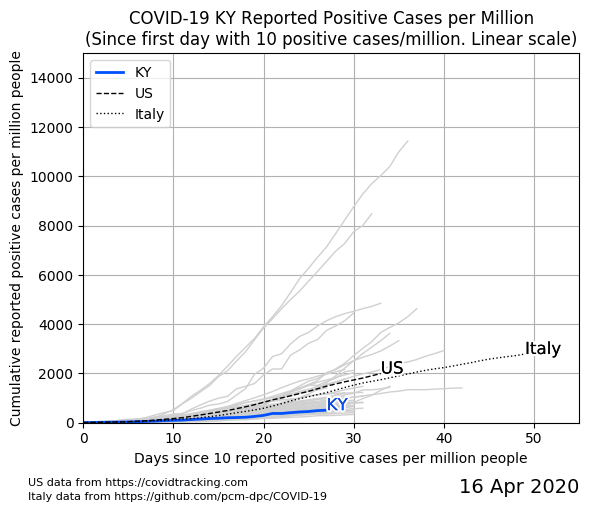 COVID-19 KY Reported Positive Cases per Million
(Since first day with 10 positive cases/million. Linear scale)
Cumulative reported positive cases per million people
14000
12000
10000
8000
6000
4000
2000
0
KY
US
Italy
Italy
US
KY
0 10 20 30 40 50
Days since 10 reported positive cases per million people
US data from https://covidtracking.com
Italy data from https://github.com/pcm-dpc/COVID-19
16 Apr 2020